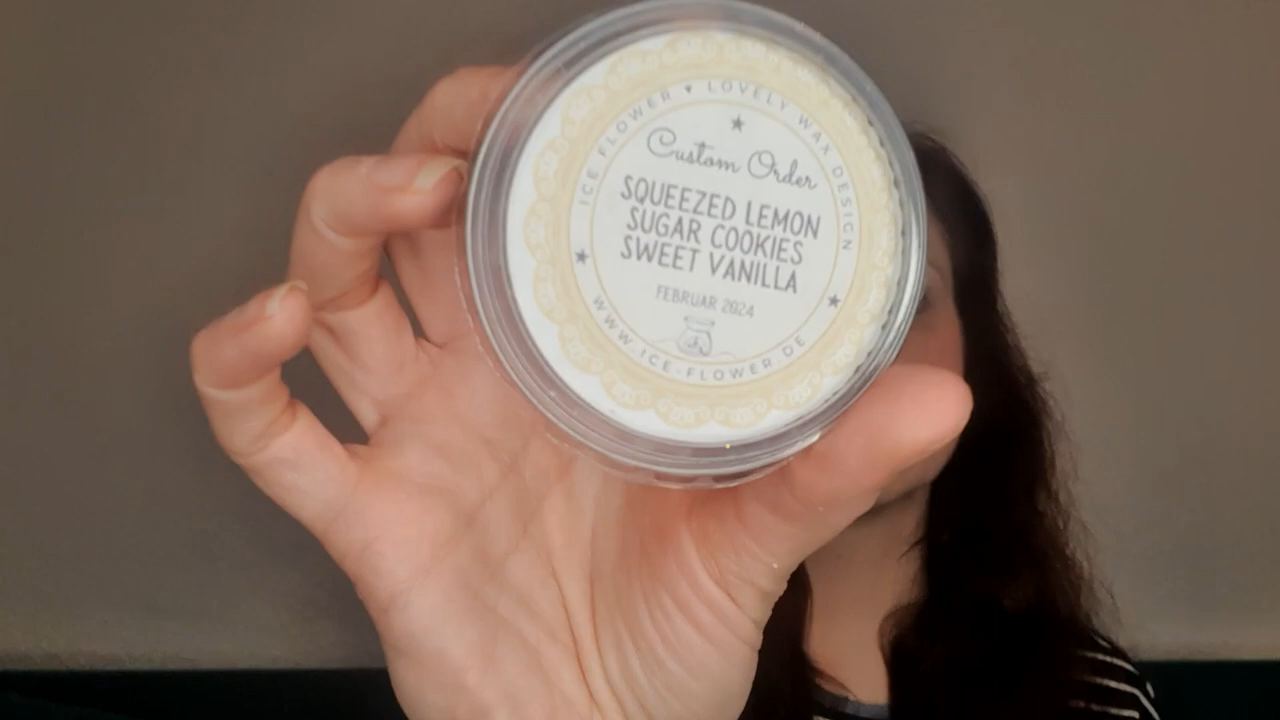 ICE FLOWER ♥ LOVELY WAX DESIGN
Custom Order
SQUEEZED LEMON
SUGAR COOKIES
SWEET VANILLA
FEBRUAR 2024
WWW.ICE-FLOWER.DE